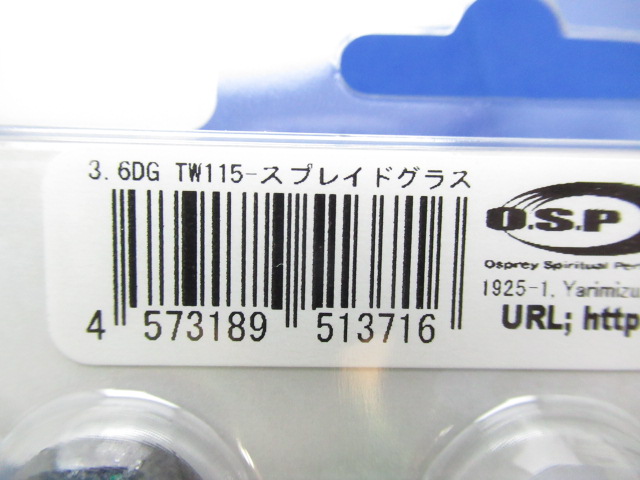 3.6DG TW115-スプレイドグラス
4 573189 513716
O.S.P
Osprey Spiritual Per
1925-1, Yarimizu
URL; http